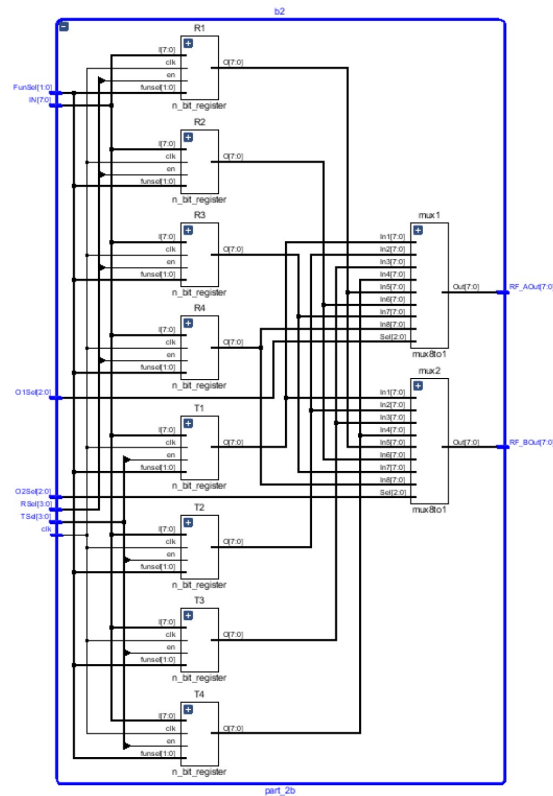 b2
R1
I[7:0]
clk
en
funsel[1:0]
O[7:0]
n_bit_register
FunSel[1:0]
IN[7:0]
R2
I[7:0]
clk
en
funsel[1:0]
O[7:0]
n_bit_register
R3
I[7:0]
clk
en
funsel[1:0]
O[7:0]
n_bit_register
R4
I[7:0]
clk
en
funsel[1:0]
O[7:0]
n_bit_register
O1Sel[2:0]
T1
I[7:0]
clk
en
funsel[1:0]
O[7:0]
n_bit_register
O2Sel[2:0]
RSel[3:0]
TSel[3:0]
clk
T2
I[7:0]
clk
en
funsel[1:0]
O[7:0]
n_bit_register
T3
I[7:0]
clk
en
funsel[1:0]
O[7:0]
n_bit_register
T4
I[7:0]
clk
en
funsel[1:0]
O[7:0]
n_bit_register
mux1
In1[7:0]
In2[7:0]
In3[7:0]
In4[7:0]
In5[7:0]
In6[7:0]
In7[7:0]
In8[7:0]
Sel[2:0]
Out[7:0]
RF_AOut[7:0]
mux8to1
mux2
In1[7:0]
In2[7:0]
In3[7:0]
In4[7:0]
In5[7:0]
In6[7:0]
In7[7:0]
In8[7:0]
Sel[2:0]
Out[7:0]
RF_BOut[7:0]
mux8to1
part_2b